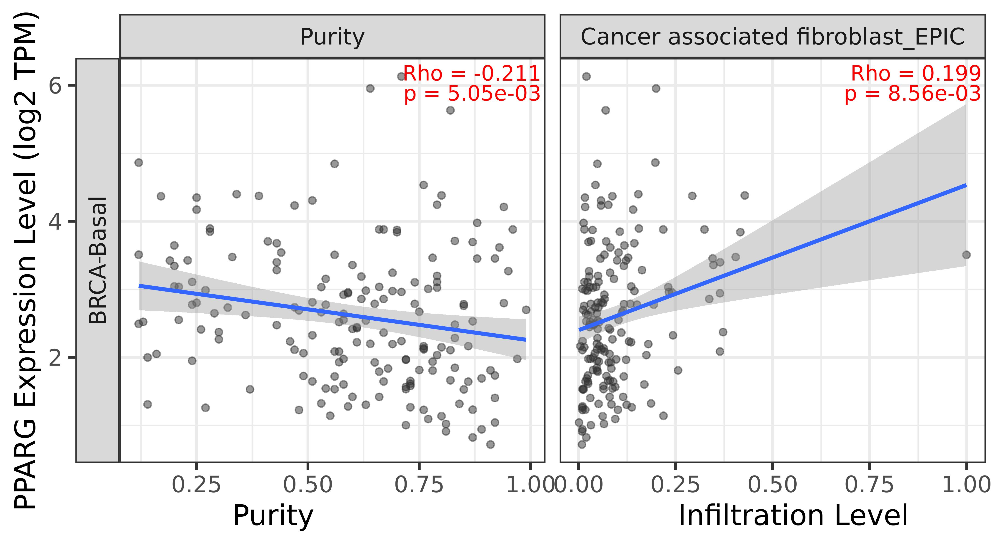 Purity
Cancer associated fibroblast_EPIC
PPARG Expression Level (log2 TPM)
BRCA-Basal
6
4
2
Rho = -0.211
p = 5.05e-03
Rho = 0.199
p = 8.56e-03
0.25 0.50 0.75 1.00
0.00 0.25 0.50 0.75 1.00
Purity
Infiltration Level